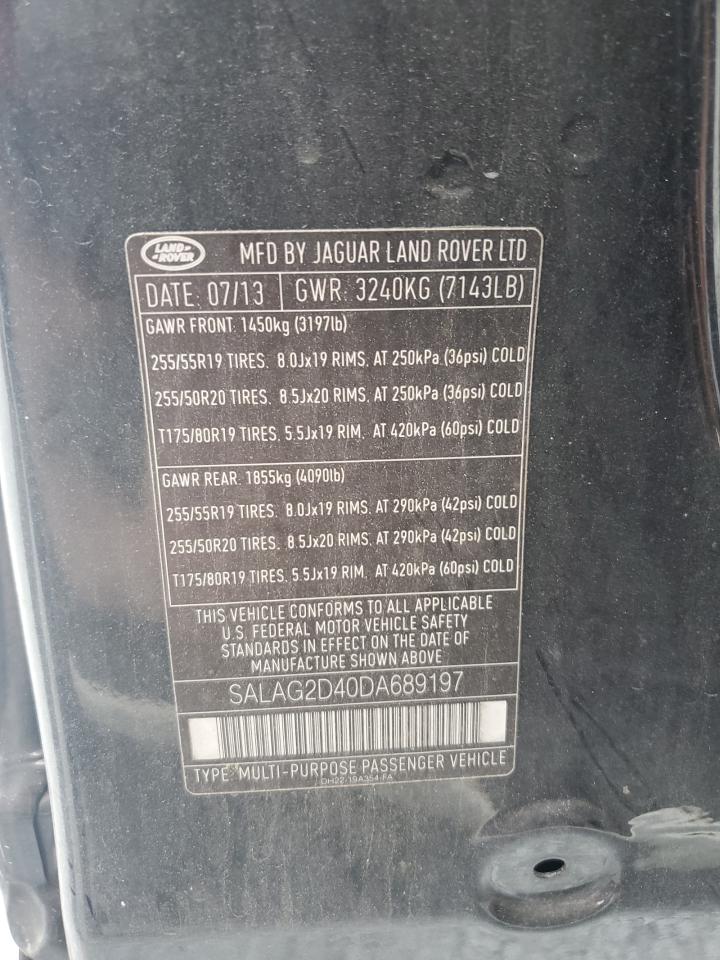 LAND-
-ROVER
MFD BY JAGUAR LAND ROVER LTD
DATE: 07/13 GWR: 3240KG (7143LB)
GAWR FRONT: 1450kg (3197lb)
255/55R19 TIRES. 8.0Jx19 RIMS, AT 250kPa (36psi) COLD
255/50R20 TIRES. 8.5Jx20 RIMS, AT 250kPa (36psi) COLD
T175/80R19 TIRES. 5.5Jx19 RIM, AT 420kPa (60psi) COLD
GAWR REAR: 1855kg (4090lb)
255/55R19 TIRES. 8.0Jx19 RIMS, AT 290kPa (42psi) COLD
255/50R20 TIRES. 8.5Jx20 RIMS, AT 290kPa (42psi) COLD
T175/80R19 TIRES. 5.5Jx19 RIM, AT 420kPa (60psi) COLD
THIS VEHICLE CONFORMS TO ALL APPLICABLE
U.S. FEDERAL MOTOR VEHICLE SAFETY
STANDARDS IN EFFECT ON THE DATE OF
MANUFACTURE SHOWN ABOVE
SALAG2D40DA689197
TYPE: MULTI-PURPOSE PASSENGER VEHICLE
DH22-19A354-FA